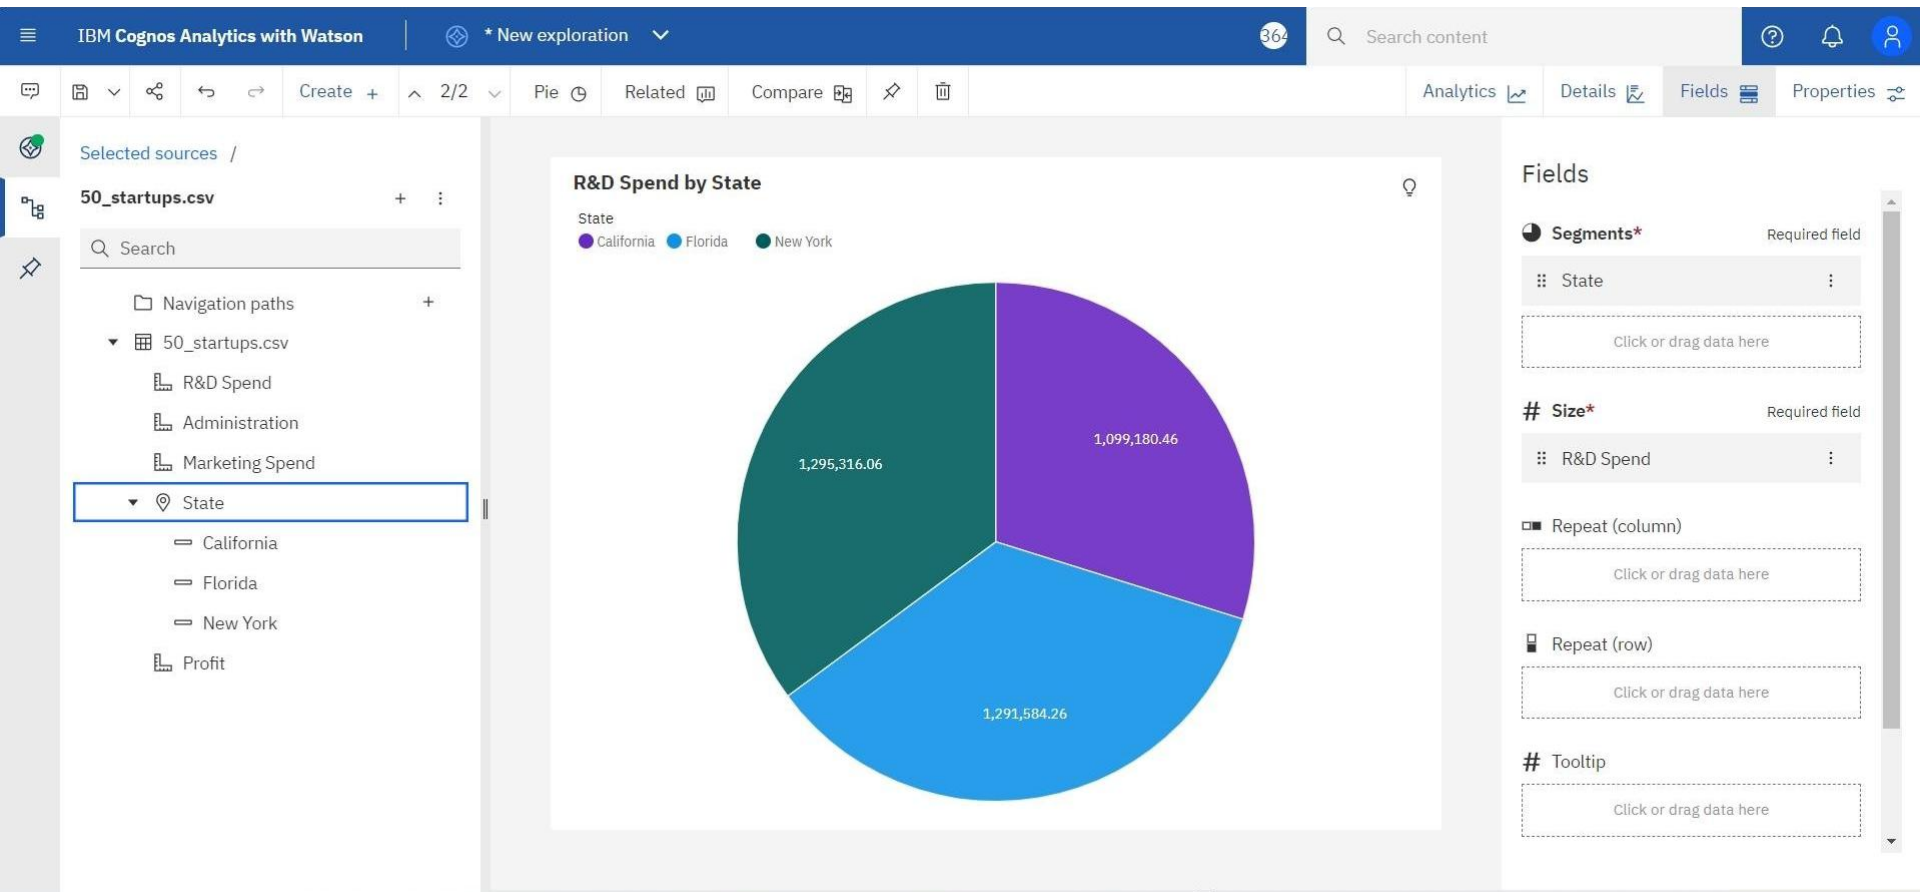 IBM Cognos Analytics with Watson
* New exploration
364
Search content
Create +
2/2
Pie
Related
Compare
Analytics
Details
Fields
Properties
Selected sources /
50_startups.csv
Search
Navigation paths
50_startups.csv
R&D Spend
Administration
Marketing Spend
State
California
Florida
New York
Profit
R&D Spend by State
State
California
Florida
New York
1,099,180.46
1,295,316.06
1,291,584.26
Fields
Segments*
Required field
State
Click or drag data here
# Size*
Required field
R&D Spend
Repeat (column)
Click or drag data here
Repeat (row)
Click or drag data here
# Tooltip
Click or drag data here